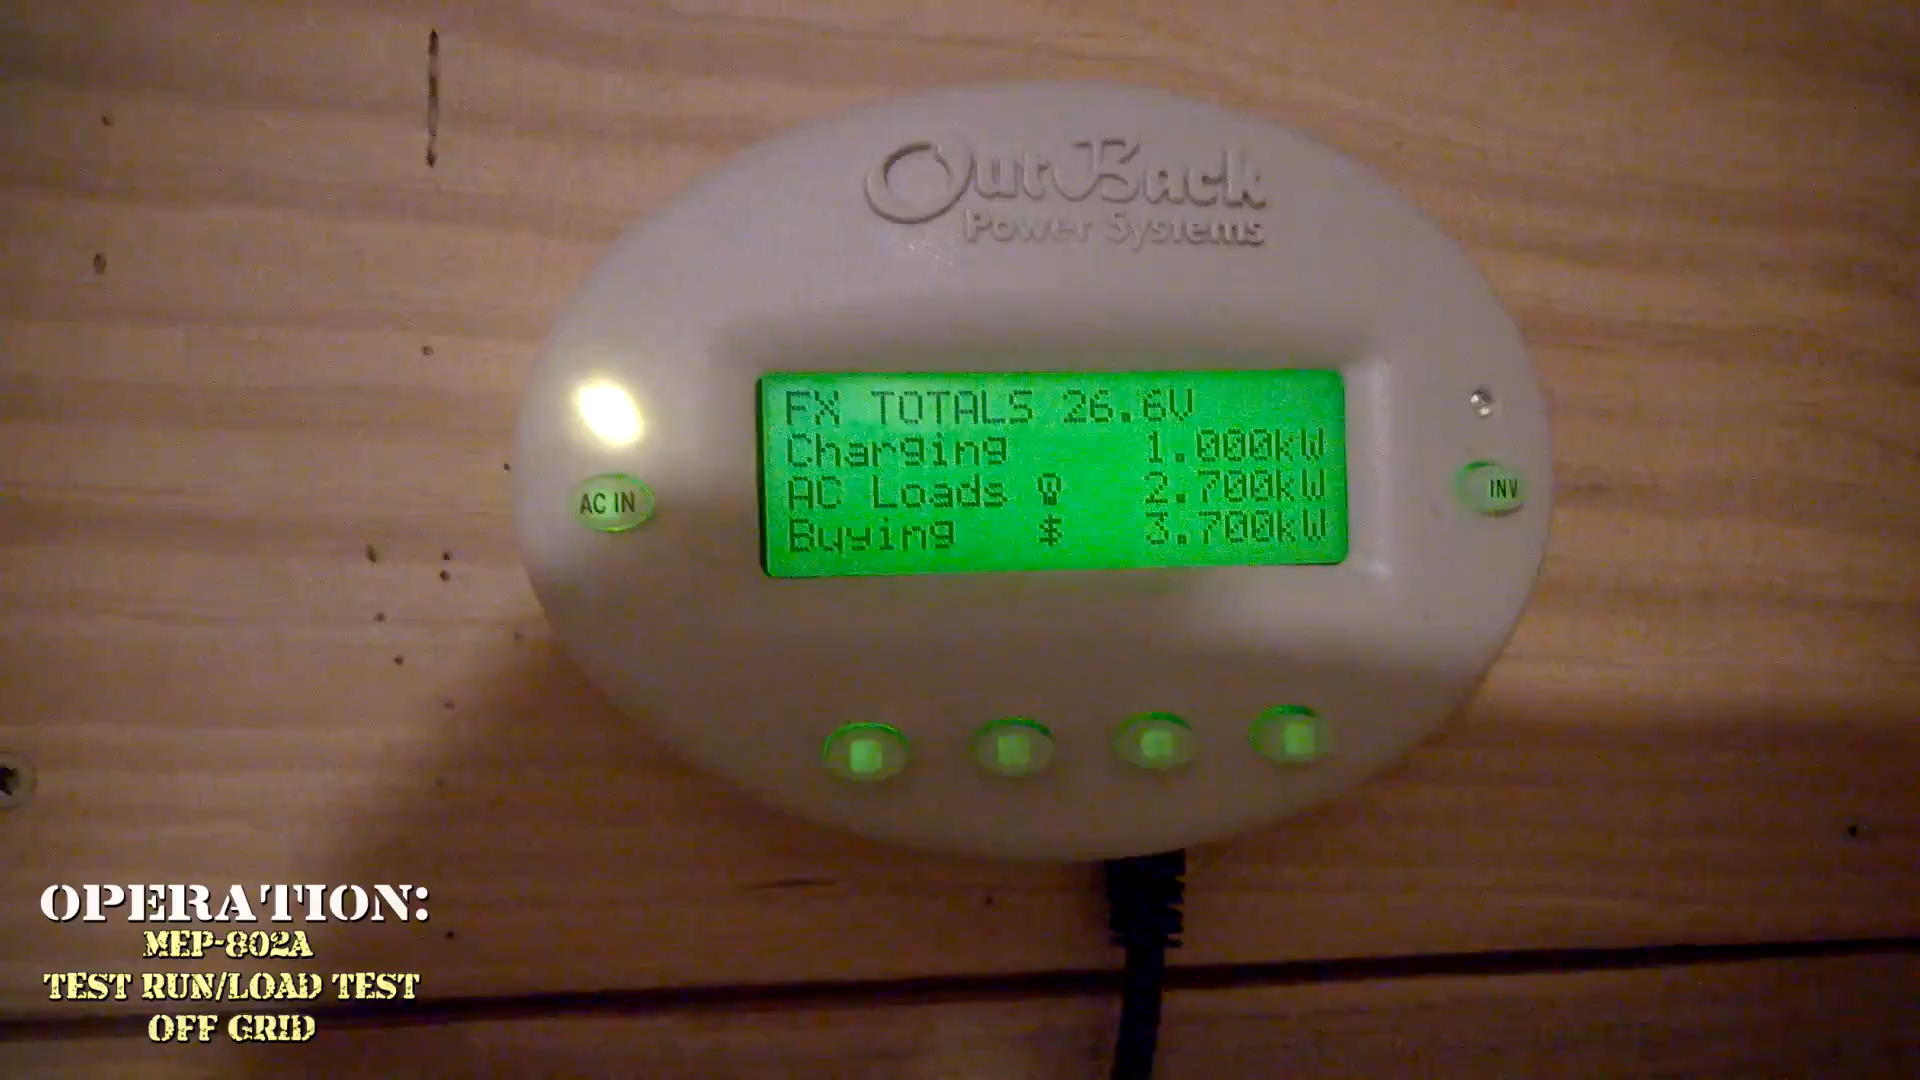 OutBack
Power Systems
FX TOTALS 26.6V
Charging 1.000kW
AC Loads 2.700kW
Buying $ 3.700kW
AC IN
INV
OPERATION:
MEP-802A
TEST RUN/LOAD TEST
OFF GRID